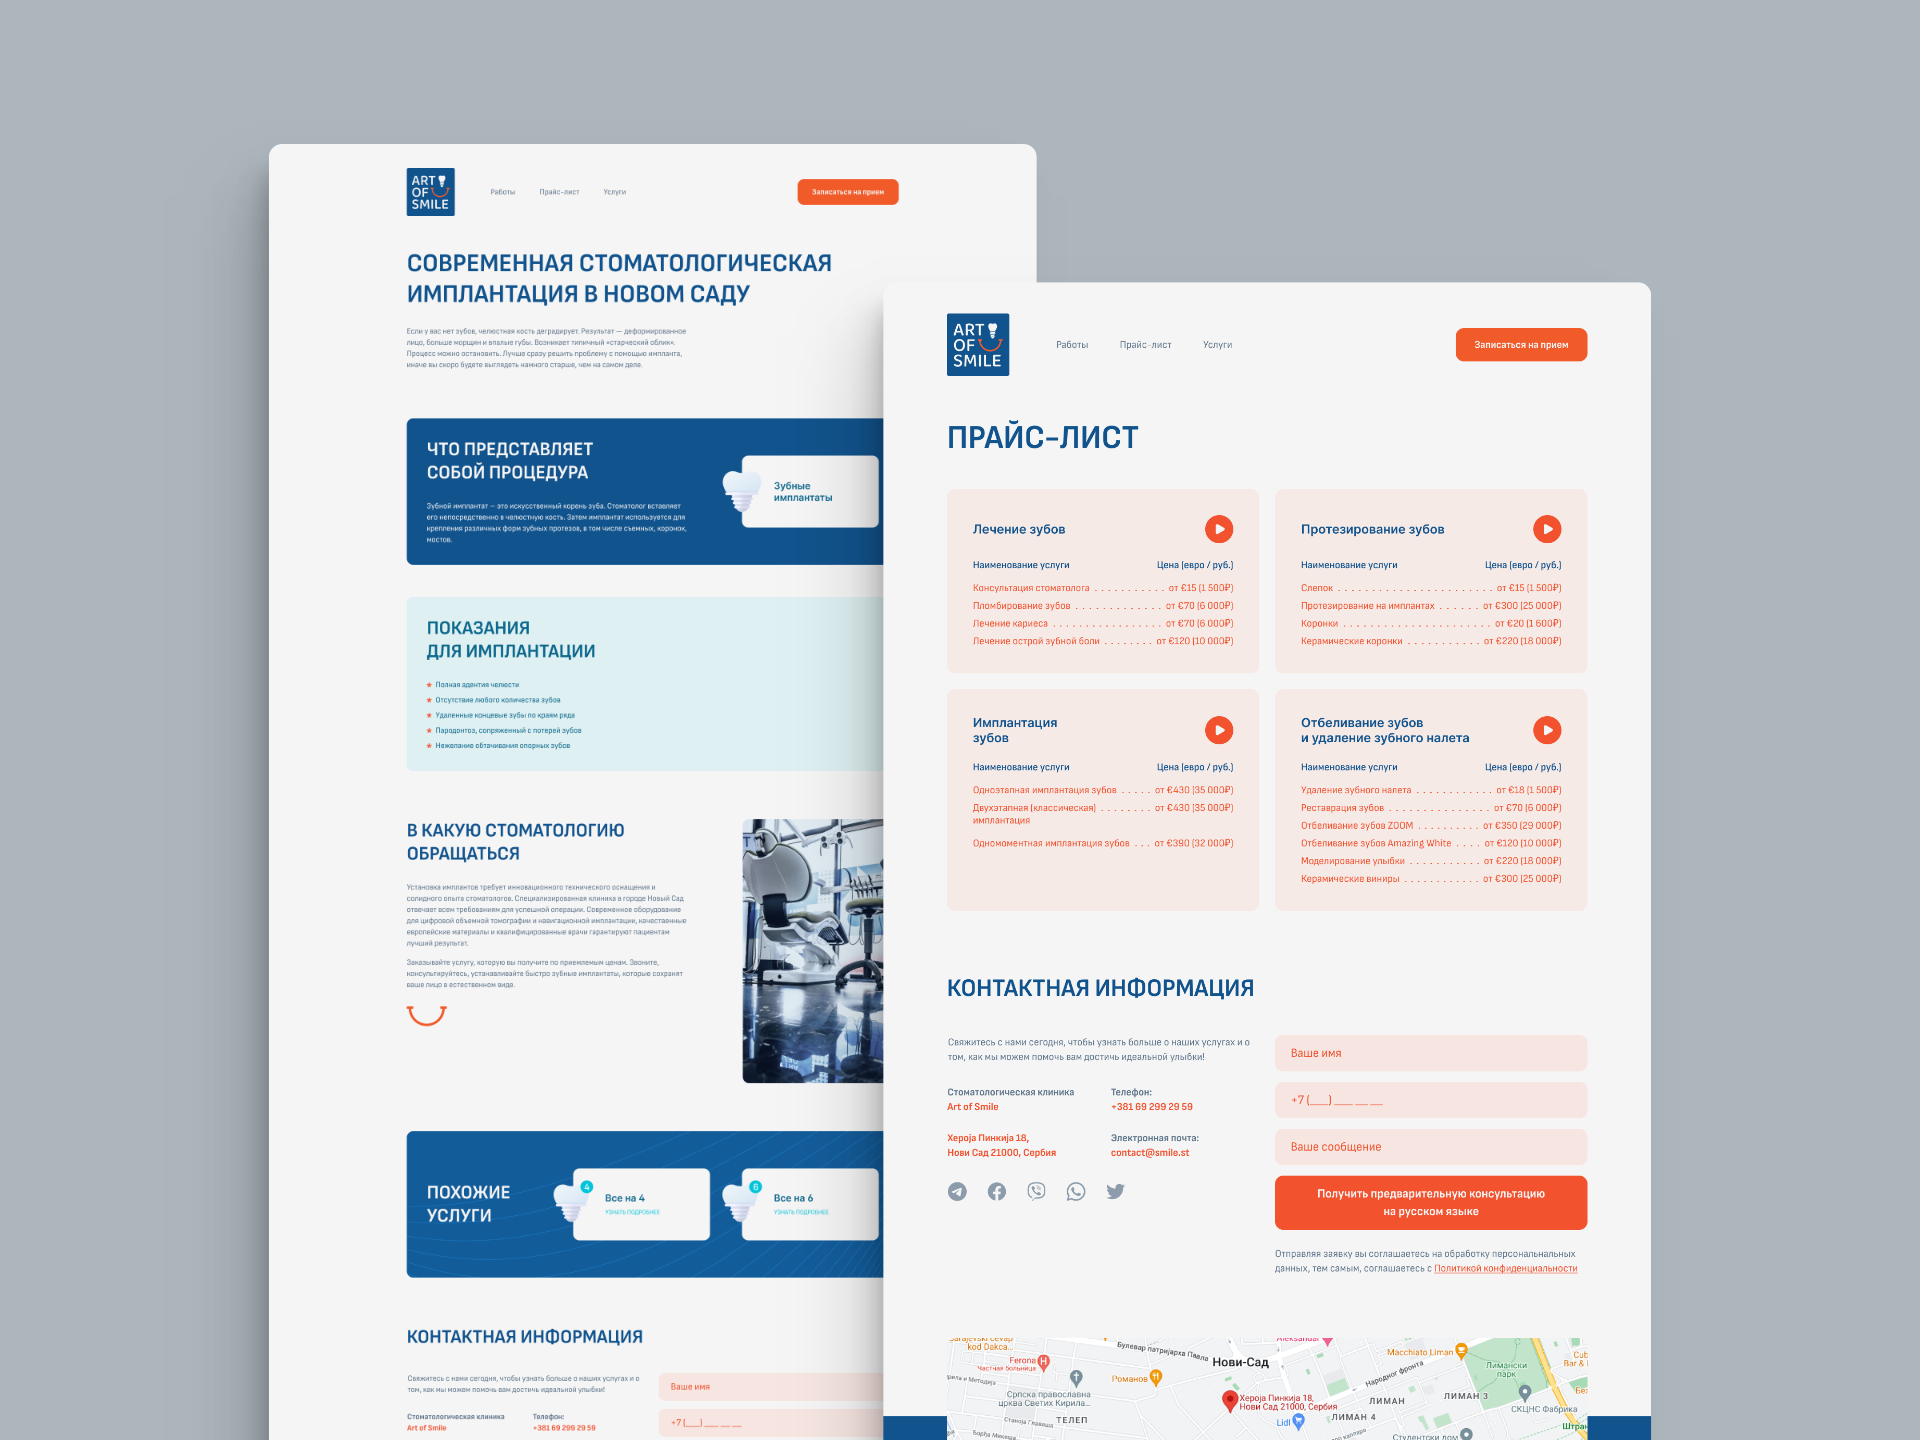 ART
OF
SMILE
Работы
Прайс-лист
Услуги
Записаться на прием
СОВРЕМЕННАЯ СТОМАТОЛОГИЧЕСКАЯ
ИМПЛАНТАЦИЯ В НОВОМ САДУ
Если у вас нет зубов, челюстная кость деградирует. Результат — деформированное
лицо, больше морщин и впалые губы. Возникает типичный «старческий облик».
Процесс можно остановить. Лучше сразу решить проблему с помощью импланта,
иначе вы скоро будете выглядеть намного старше, чем на самом деле.
ЧТО ПРЕДСТАВЛЯЕТ
СОБОЙ ПРОЦЕДУРА
Зубной имплантат — это искусственный корень зуба. Стоматолог вставляет
его непосредственно в челюстную кость. Затем имплантат используется для
крепления различных форм зубных протезов, в том числе съемных, коронок,
мостов.
Зубные
имплантаты
ПОКАЗАНИЯ
ДЛЯ ИМПЛАНТАЦИИ
Полная адентия челюсти
Отсутствие любого количества зубов
Удаленные концевые зубы по краям ряда
Пародонтоз, сопряженный с потерей зубов
Нежелание обтачивания опорных зубов
В КАКУЮ СТОМАТОЛОГИЮ
ОБРАЩАТЬСЯ
Установка имплантов требует инновационного технического оснащения и
солидного опыта стоматологов. Специализированная клиника в городе Новый Сад
отвечает всем требованиям для успешной операции. Современное оборудование
для цифровой объемной томографии и навигационной имплантации, качественные
европейские материалы и квалифицированные врачи гарантируют пациентам
лучший результат.
Заказывайте услугу, которую вы получите по приемлемым ценам. Звоните,
консультируйтесь, устанавливайте быстро зубные имплантаты, которые сохранят
ваше лицо в естественном виде.
ПОХОЖИЕ
УСЛУГИ
4
Все на 4
УЗНАТЬ ПОДРОБНЕЕ
6
Все на 6
УЗНАТЬ ПОДРОБНЕЕ
КОНТАКТНАЯ ИНФОРМАЦИЯ
Свяжитесь с нами сегодня, чтобы узнать больше о наших услугах и о
том, как мы можем помочь вам достичь идеальной улыбки!
Стоматологическая клиника
Art of Smile
Телефон:
+381 69 299 29 59
Ваше имя
+7 (___) ___ __ __
ART
OF
SMILE
Работы
Прайс-лист
Услуги
Записаться на прием
ПРАЙС-ЛИСТ
Лечение зубов
Наименование услуги Цена (евро / руб.)
Консультация стоматолога . . . . . . . . . . . от €15 (1 500₽)
Пломбирование зубов . . . . . . . . . . . . . от €70 (6 000₽)
Лечение кариеса . . . . . . . . . . . . . . . . от €70 (6 000₽)
Лечение острой зубной боли . . . . . . . . от €120 (10 000₽)
Протезирование зубов
Наименование услуги Цена (евро / руб.)
Слепок . . . . . . . . . . . . . . . . . . . . . . от €15 (1 500₽)
Протезирование на имплантах . . . . . . от €300 (25 000₽)
Коронки . . . . . . . . . . . . . . . . . . . . . от €20 (1 600₽)
Керамические коронки . . . . . . . . . . . от €220 (18 000₽)
Имплантация
зубов
Наименование услуги Цена (евро / руб.)
Одноэтапная имплантация зубов . . . . . от €430 (35 000₽)
Двухэтапная (классическая) . . . . . . . . от €430 (35 000₽)
имплантация
Одномоментная имплантация зубов . . . от €390 (32 000₽)
Отбеливание зубов
и удаление зубного налета
Наименование услуги Цена (евро / руб.)
Удаление зубного налета . . . . . . . . . . . . от €18 (1 500₽)
Реставрация зубов . . . . . . . . . . . . . . . от €70 (6 000₽)
Отбеливание зубов ZOOM . . . . . . . . . . от €350 (29 000₽)
Отбеливание зубов Amazing White . . . . от €120 (10 000₽)
Моделирование улыбки . . . . . . . . . . . от €220 (18 000₽)
Керамические виниры . . . . . . . . . . . . от €300 (25 000₽)
КОНТАКТНАЯ ИНФОРМАЦИЯ
Свяжитесь с нами сегодня, чтобы узнать больше о наших услугах и о
том, как мы можем помочь вам достичь идеальной улыбки!
Стоматологическая клиника
Art of Smile
Телефон:
+381 69 299 29 59
Хероја Пинкија 18,
Нови Сад 21000, Сербия
Электронная почта:
contact@smile.st
Ваше имя
+7 (___) ___ __ __
Ваше сообщение
Получить предварительную консультацию
на русском языке
Отправляя заявку вы соглашаетесь на обработку персональнальных
данных, тем самым, соглашаетесь с Политикой конфиденциальности
Sarajevski ćevap
kod Dakca...
Ferona
Частная больница
Булевар патријарха Павла
Нови-Сад
Aleksandar
Macchiato Liman
Лимански
парк
Романов
Српска православна
црква Светих Кирила...
Хероја Пинкија 18,
Нови Сад 21000, Сербия
Народног фронта
ЛИМАН
ЛИМАН 3
СКЦНС Фабрика
Станоја Главаша
ТЕЛЕП
Lidl
ЛИМАН 4
Студентски дом